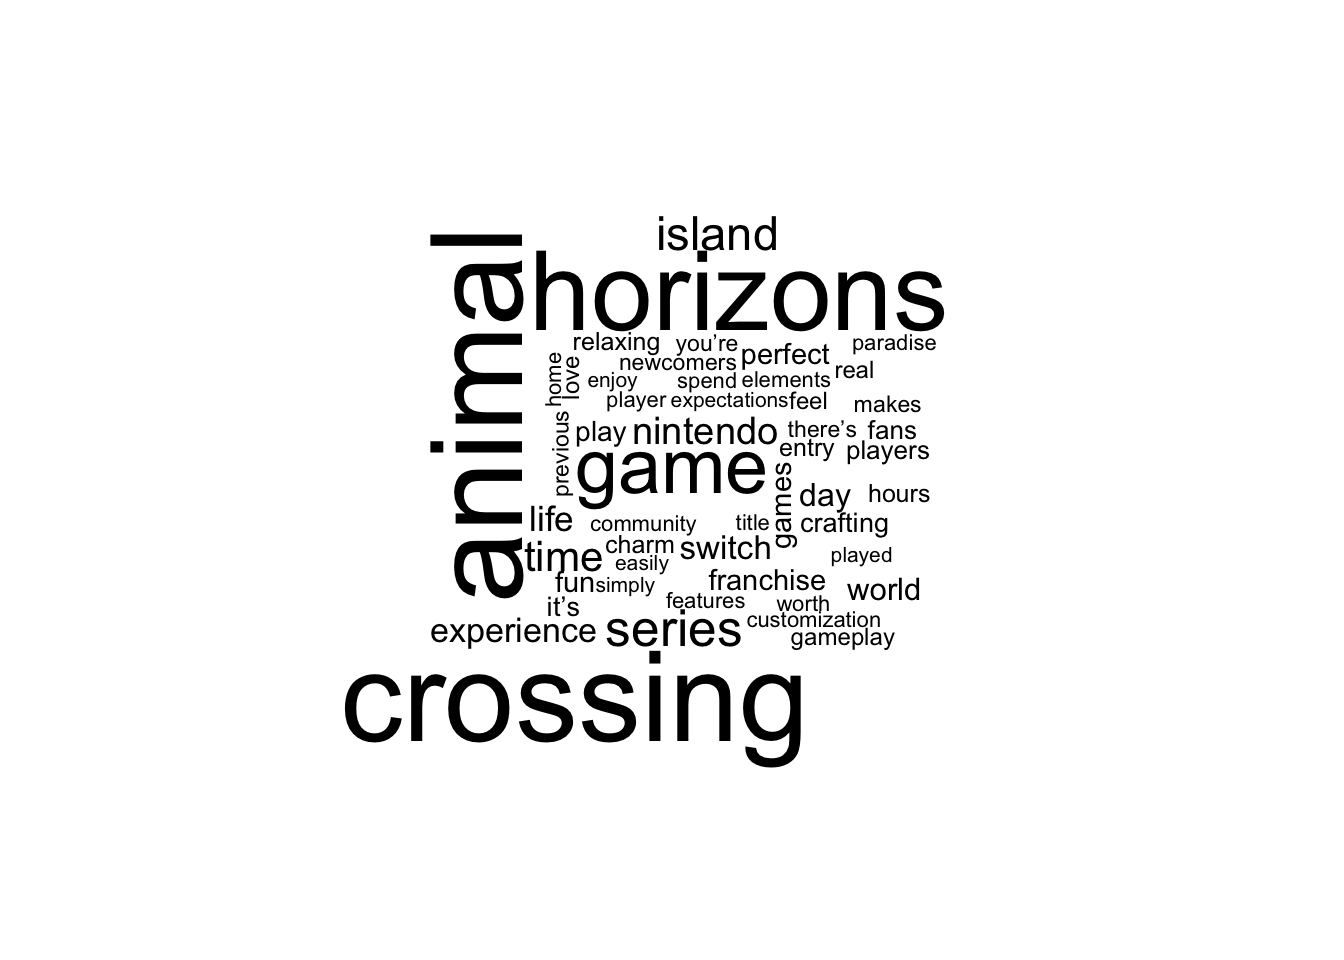 island
animal
horizons
relaxing
you’re
paradise
newcomers
perfect
home
love
real
enjoy
spend
elements
player
expectations
feel
makes
previous
play
nintendo
there’s
fans
entry
players
game
games
day
hours
life
community
title
crafting
time
charm
switch
easily
played
fun
simply
franchise
world
it’s
features
worth
customization
experience
series
gameplay
crossing